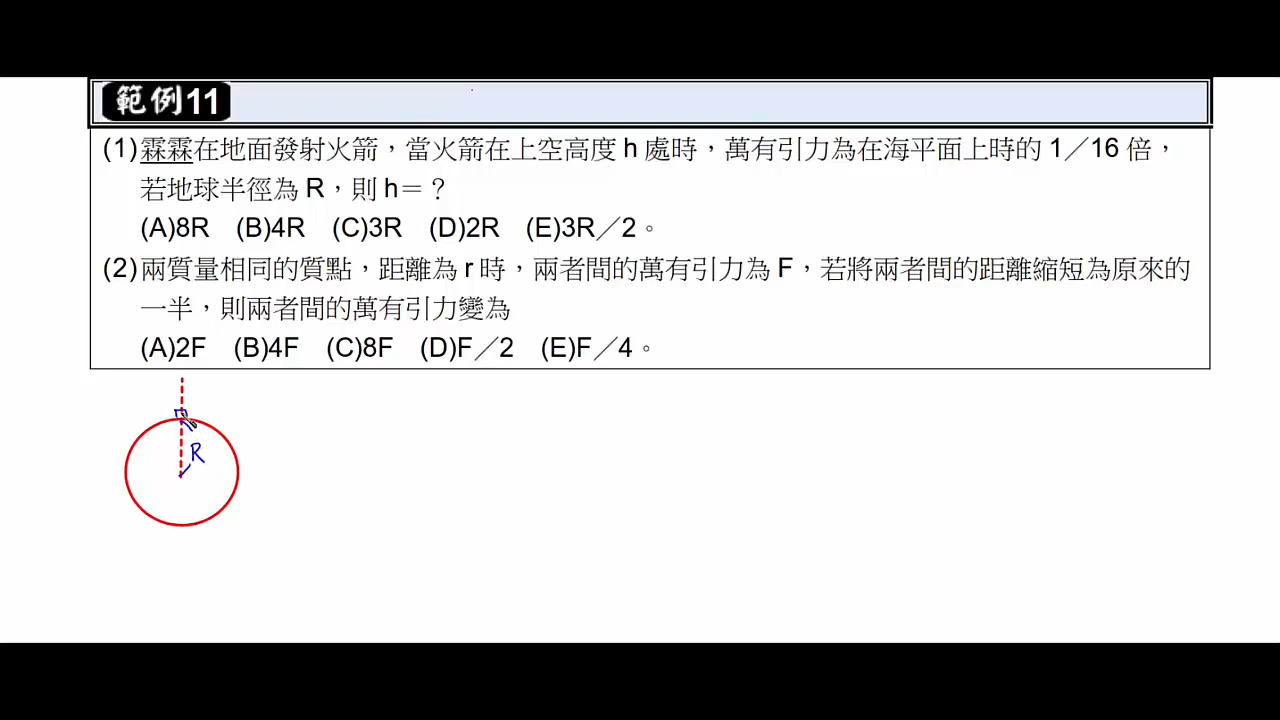 範例11
(1)霖霖在地面發射火箭，當火箭在上空高度 h 處時，萬有引力為在海平面上時的 1／16 倍，
若地球半徑為 R，則 h＝？
(A)8R (B)4R (C)3R (D)2R (E)3R／2。
(2)兩質量相同的質點，距離為 r 時，兩者間的萬有引力為 F，若將兩者間的距離縮短為原來的
一半，則兩者間的萬有引力變為
(A)2F (B)4F (C)8F (D)F／2 (E)F／4。
R